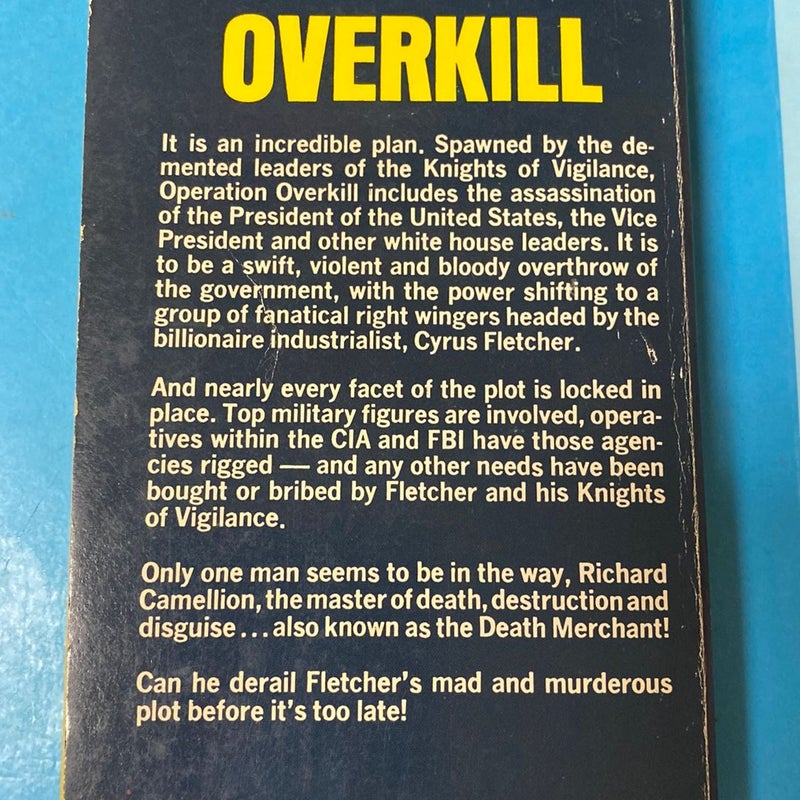 OVERKILL
It is an incredible plan. Spawned by the de-
mented leaders of the Knights of Vigilance,
Operation Overkill includes the assassination
of the President of the United States, the VIce
President and other white house leaders. It is
to be a swift, violent and bloody overthrow of
the government, with the power shifting to a
group of fanatical right wingers headed by the
billionaire industrialist, Cyrus Fletcher.
And nearly every facet of the plot is locked in
place. Top military figures are involved, opera-
tives within the CIA and FBI have those agen-
cies rigged — and any other needs have been
bought or bribed by Fletcher and his Knights
of Vigilance.
Only one man seems to be in the way, Richard
Camellion, the master of death, destruction and
disguise ... also known as the Death Merchant!
Can he derail Fletcher's mad and murderous
plot before it's too late!